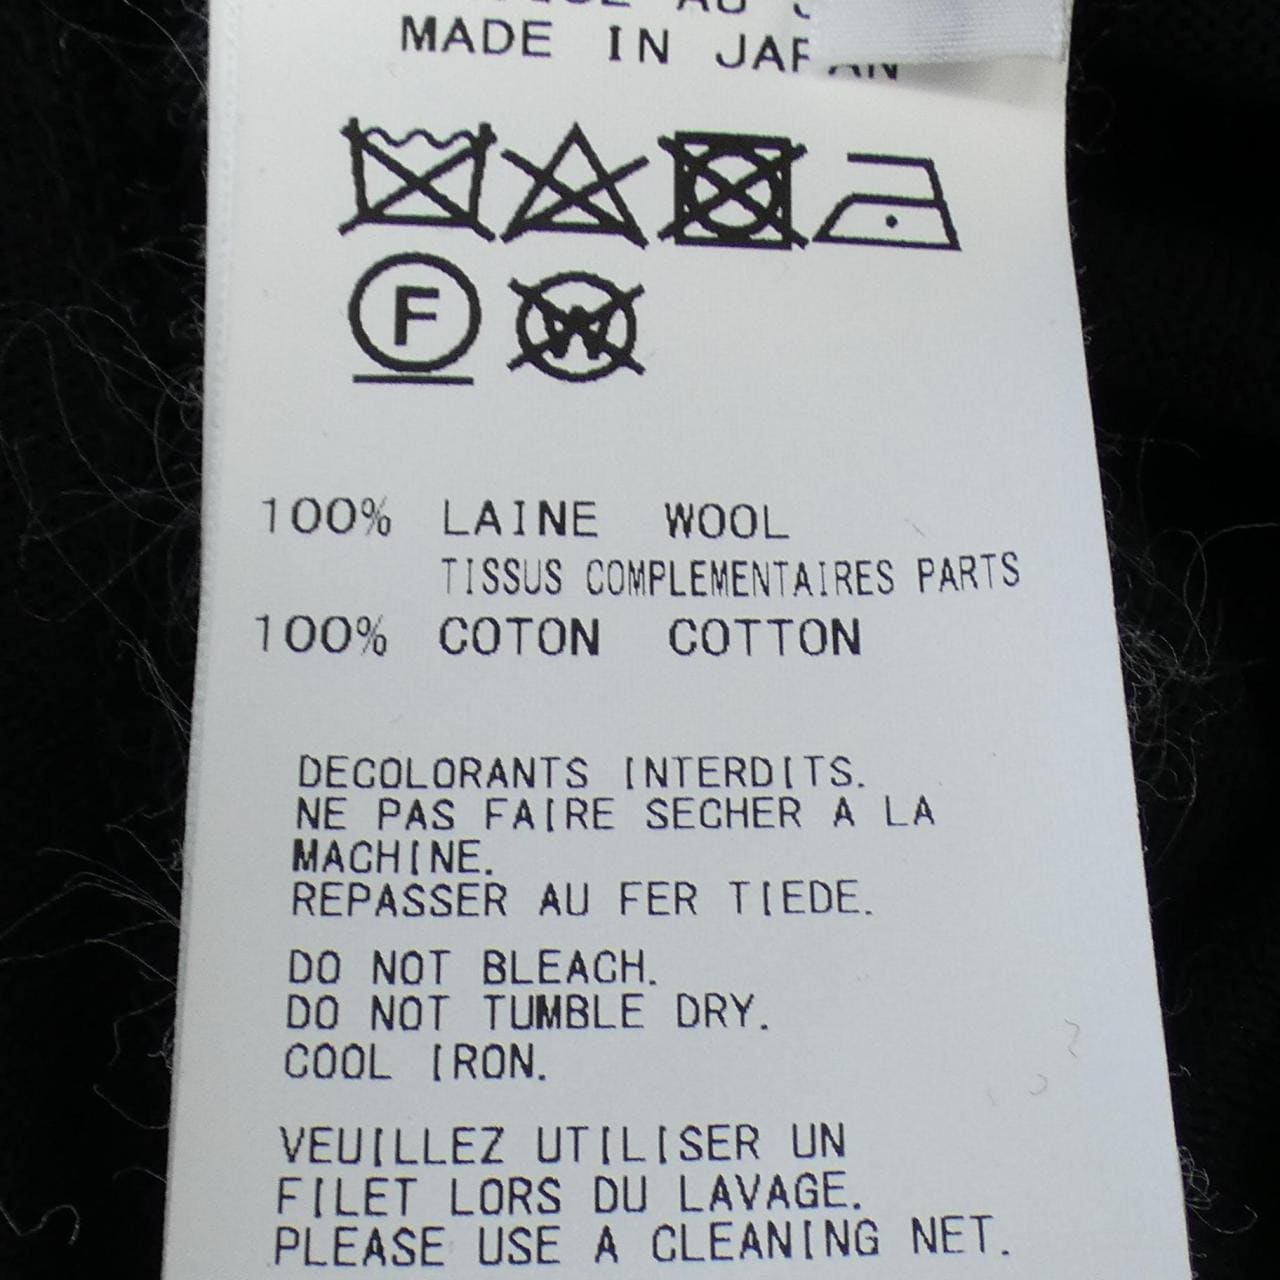 MADE IN JAPAN
F W
100% LAINE WOOL
TISSUS COMPLEMENTAIRES PARTS
100% COTON COTTON
DECOLORANTS INTERDITS.
NE PAS FAIRE SECHER A LA
MACHINE.
REPASSER AU FER TIEDE.
DO NOT BLEACH.
DO NOT TUMBLE DRY.
COOL IRON.
VEUILLEZ UTILISER UN
FILET LORS DU LAVAGE.
PLEASE USE A CLEANING NET.